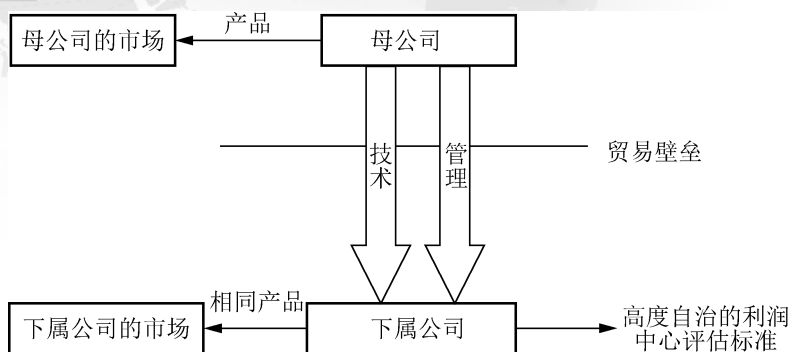 产品
母公司的市场
母公司
技术
管理
贸易壁垒
相同产品
下属公司的市场
下属公司
高度自治的利润
中心评估标准